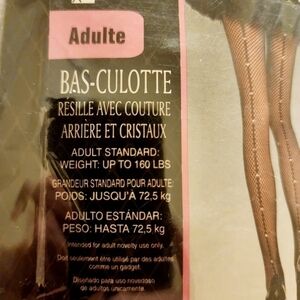 Adulte
BAS-CULOTTE
RÉSILLE AVEC COUTURE
ARRIÈRE ET CRISTAUX
ADULT STANDARD:
WEIGHT: UP TO 160 LBS
GRANDEUR STANDARD POUR ADULTE:
POIDS: JUSQU'À 72,5 kg
ADULTO ESTÁNDAR:
PESO: HASTA 72,5 kg
Intended for adult novelty use only.
Doit seulement être utilisé par des adultes
comme un gadget.
Diseñado para uso novedoso
de adultos únicamente.